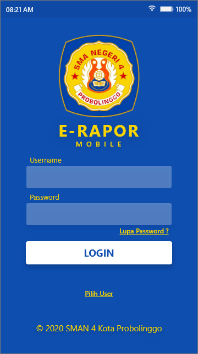 08:21 AM 100%
SMA NEGERI 4
PROBOLINGGO
E-RAPOR
MOBILE
Username
Password
Lupa Password ?
LOGIN
Pilih User
© 2020 SMAN 4 Kota Probolinggo